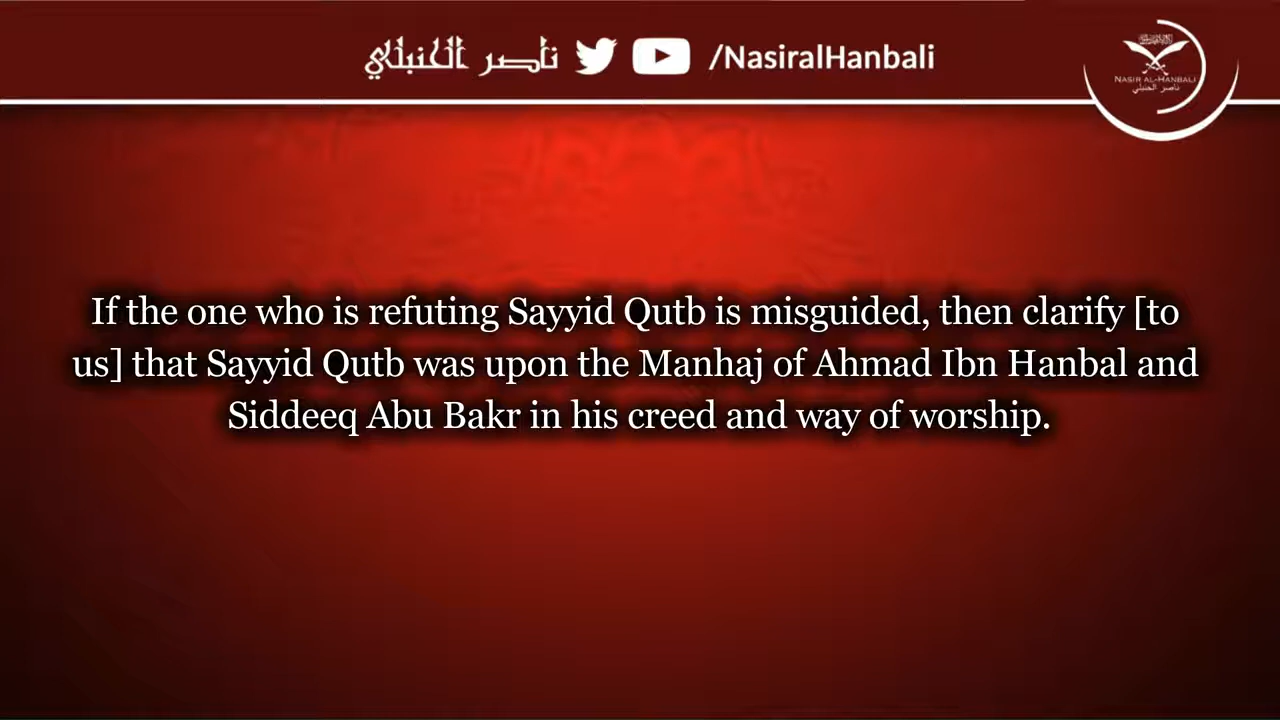 ناصر الحنبلي /NasiralHanbali
NASIR AL-HANBALI
ناصر الحنبلي
If the one who is refuting Sayyid Qutb is misguided, then clarify [to
us] that Sayyid Qutb was upon the Manhaj of Ahmad Ibn Hanbal and
Siddeeq Abu Bakr in his creed and way of worship.